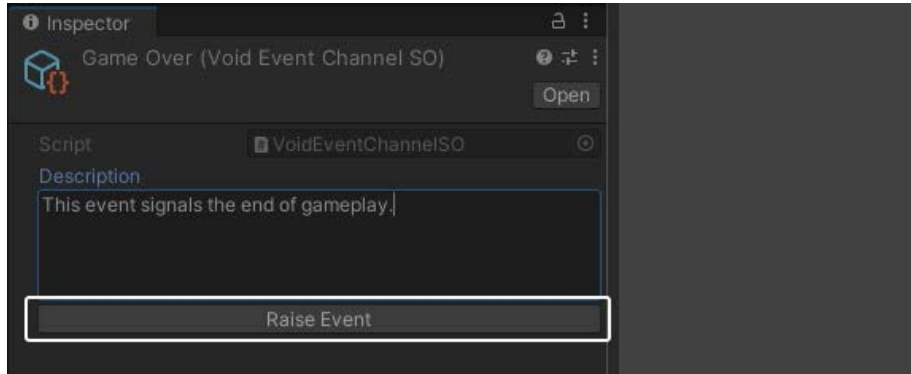 Inspector
Game Over (Void Event Channel SO)
Open
Script VoidEventChannelSO
Description
This event signals the end of gameplay.
Raise Event